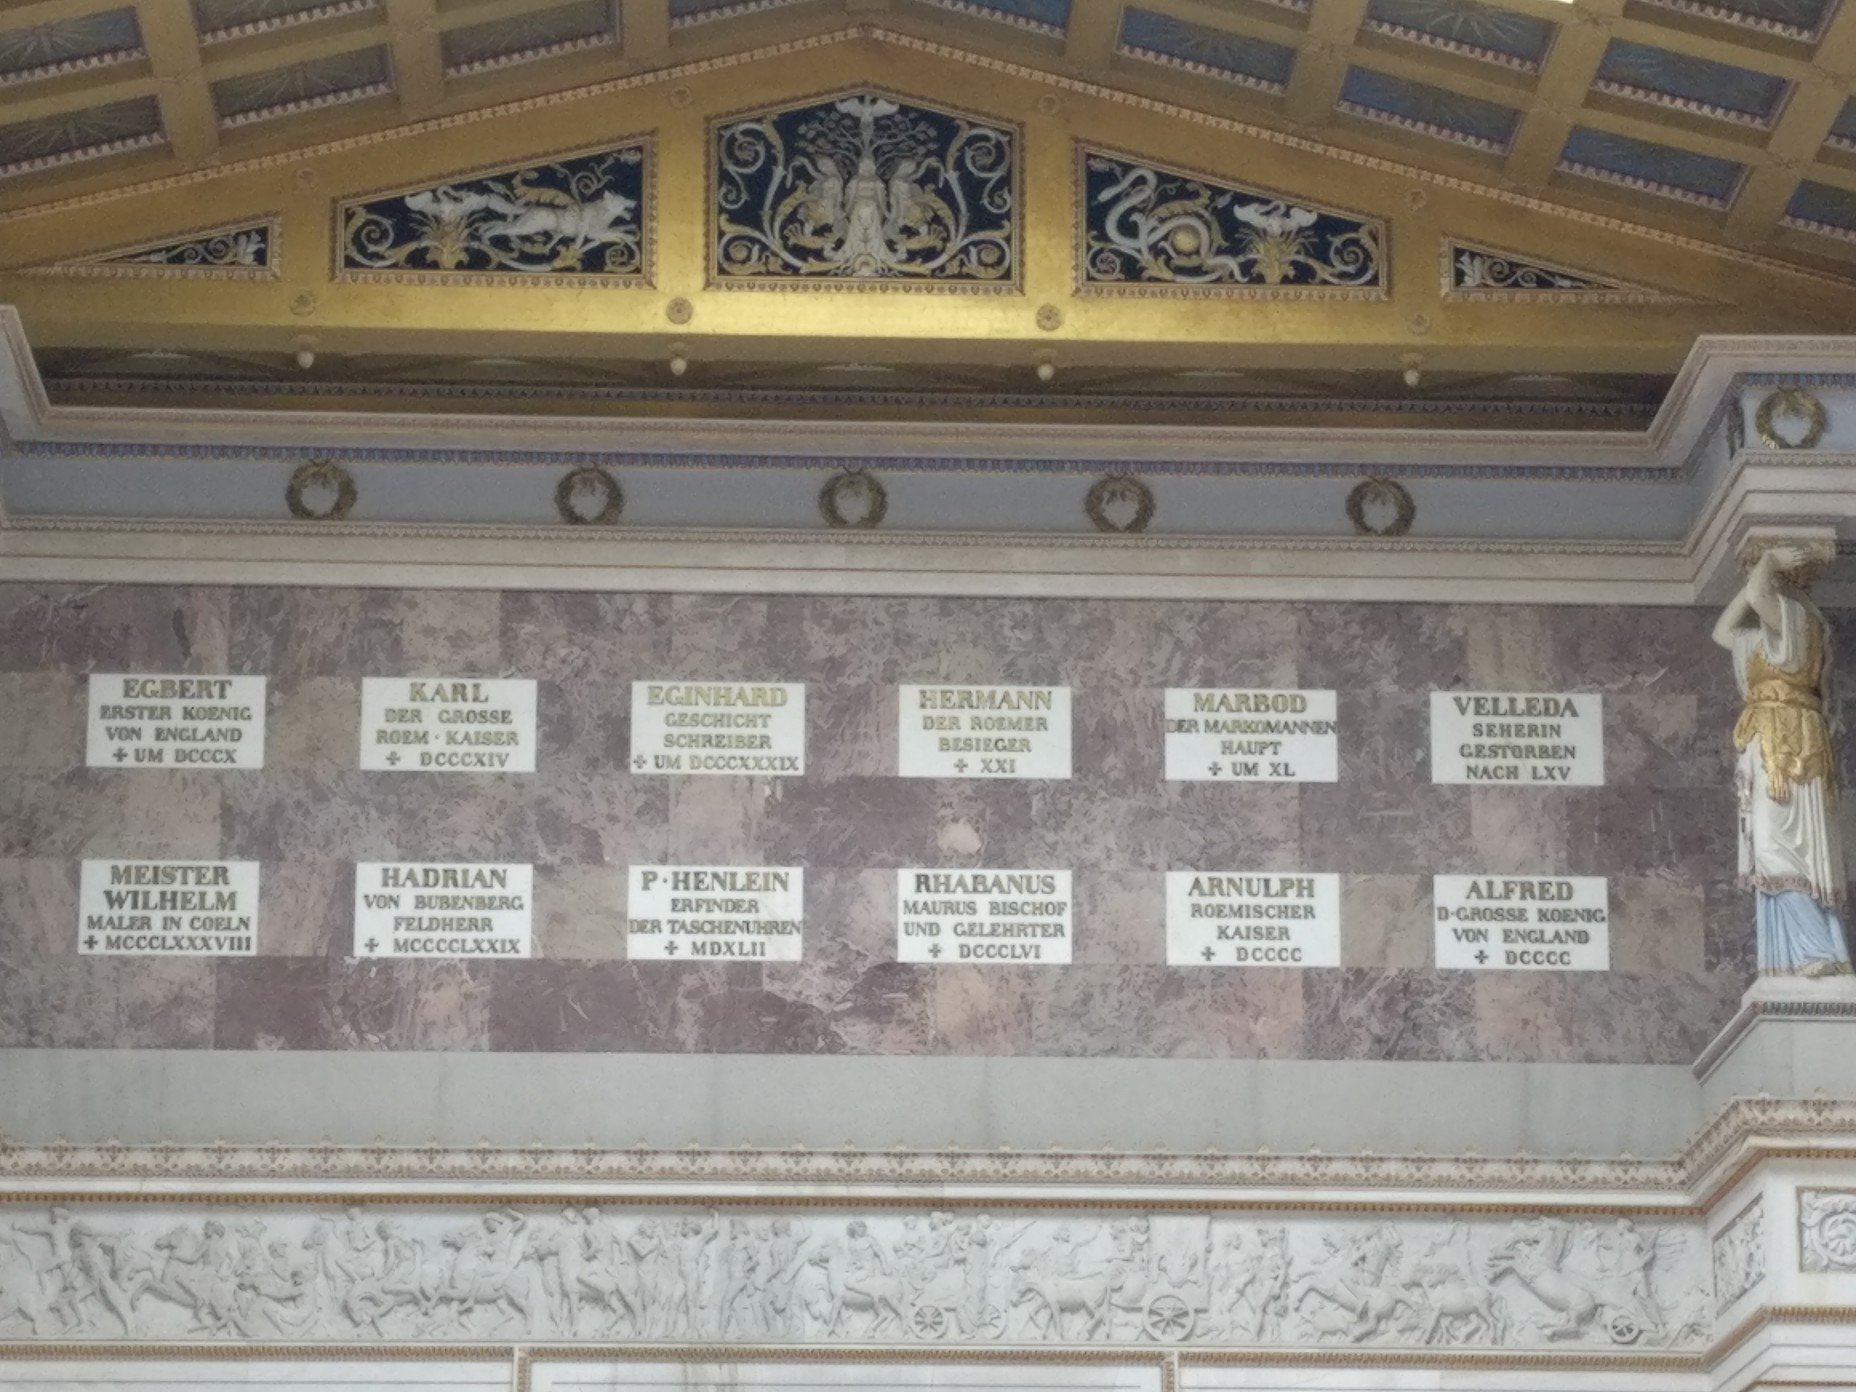 EGBERT
ERSTER KOENIG
VON ENGLAND
+ UM DCCCX
KARL
DER GROSSE
ROEM · KAISER
+ DCCCXIV
EGINHARD
GESCHICHT
SCHREIBER
+ UM DCCCXXXIX
HERMANN
DER ROEMER
BESIEGER
+ XXI
MARBOD
DER MARKOMANNEN
HAUPT
+ UM XL
VELLEDA
SEHERIN
GESTORBEN
NACH LXV
MEISTER
WILHELM
MALER IN COELN
+ MCCCLXXXVIII
HADRIAN
VON BUBENBERG
FELDHERR
+ MCCCCLXXIX
P·HENLEIN
ERFINDER
DER TASCHENUHREN
+ MDXLII
RHABANUS
MAURUS BISCHOF
UND GELEHRTER
+ DCCCLVI
ARNULPH
ROEMISCHER
KAISER
+ DCCCC
ALFRED
D·GROSSE KOENIG
VON ENGLAND
+ DCCCC